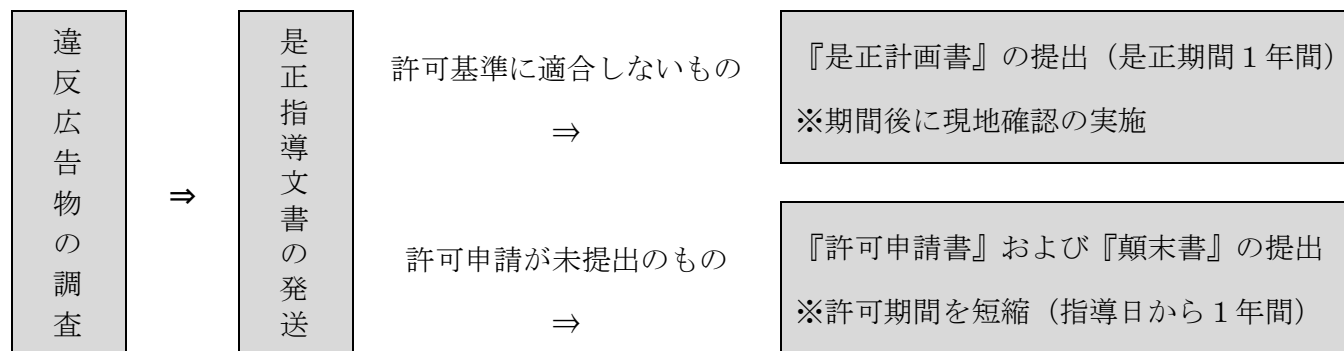 違反広告物の調査
⇒
是正指導文書の発送
許可基準に適合しないもの
⇒
『是正計画書』の提出（是正期間１年間）
※期間後に現地確認の実施
許可申請が未提出のもの
⇒
『許可申請書』および『顛末書』の提出
※許可期間を短縮（指導日から１年間）